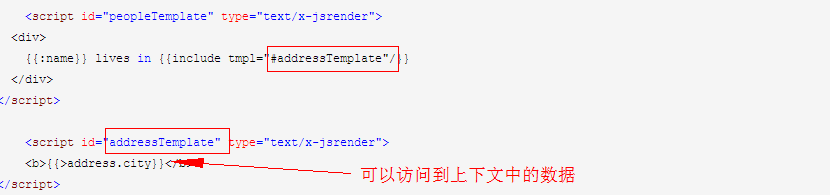 <script id="peopleTemplate" type="text/x-jsrender">
<div>
{{:name}} lives in {{include tmpl="#addressTemplate"/}}
</div>
</script>
<script id="addressTemplate" type="text/x-jsrender">
<b>{{>address.city}}</b>
可以访问到上下文中的数据
</script>